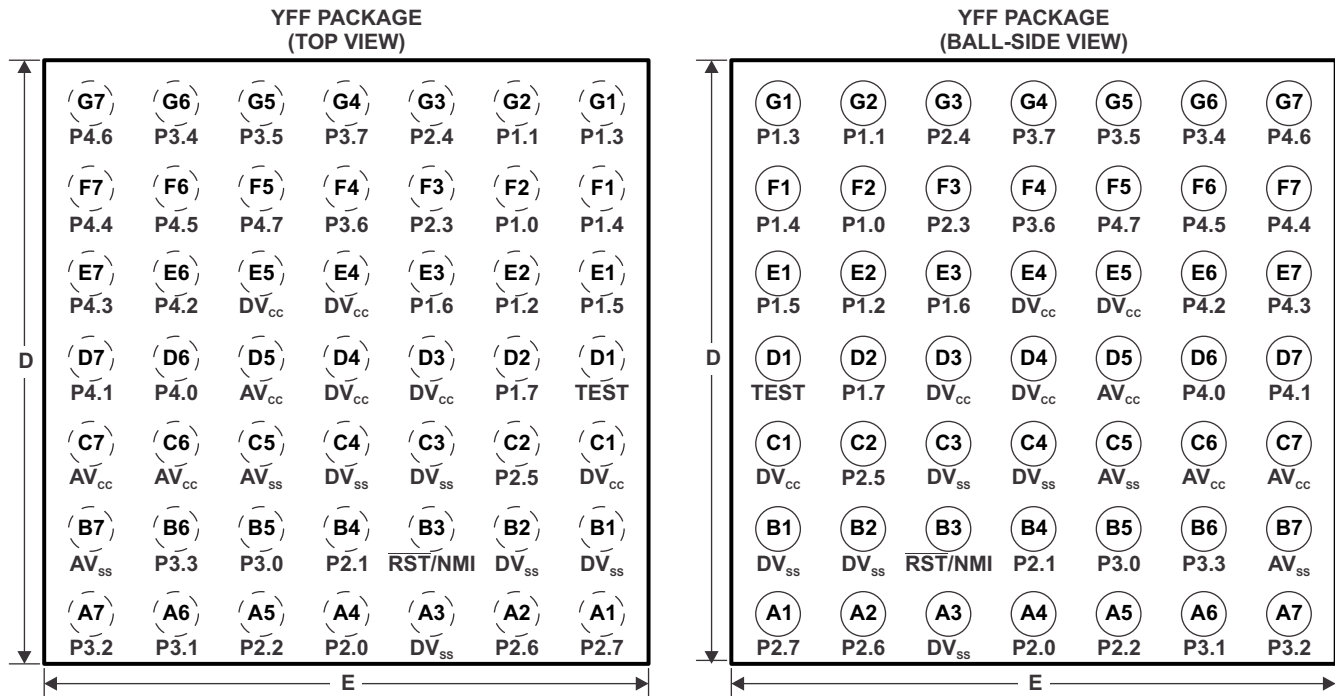 YFF PACKAGE
(TOP VIEW)
G7 G6 G5 G4 G3 G2 G1
P4.6 P3.4 P3.5 P3.7 P2.4 P1.1 P1.3
F7 F6 F5 F4 F3 F2 F1
P4.4 P4.5 P4.7 P3.6 P2.3 P1.0 P1.4
E7 E6 E5 E4 E3 E2 E1
P4.3 P4.2 DVcc DVcc P1.6 P1.2 P1.5
D
D7 D6 D5 D4 D3 D2 D1
P4.1 P4.0 AVcc DVcc DVcc P1.7 TEST
C7 C6 C5 C4 C3 C2 C1
AVcc AVcc AVss DVss DVss P2.5 DVcc
B7 B6 B5 B4 B3 B2 B1
AVss P3.3 P3.0 P2.1 RST/NMI DVss DVss
A7 A6 A5 A4 A3 A2 A1
P3.2 P3.1 P2.2 P2.0 DVss P2.6 P2.7
E
YFF PACKAGE
(BALL-SIDE VIEW)
G1 G2 G3 G4 G5 G6 G7
P1.3 P1.1 P2.4 P3.7 P3.5 P3.4 P4.6
F1 F2 F3 F4 F5 F6 F7
P1.4 P1.0 P2.3 P3.6 P4.7 P4.5 P4.4
E1 E2 E3 E4 E5 E6 E7
P1.5 P1.2 P1.6 DVcc DVcc P4.2 P4.3
D
D1 D2 D3 D4 D5 D6 D7
TEST P1.7 DVcc DVcc AVcc P4.0 P4.1
C1 C2 C3 C4 C5 C6 C7
DVcc P2.5 DVss DVss AVss AVcc AVcc
B1 B2 B3 B4 B5 B6 B7
DVss DVss RST/NMI P2.1 P3.0 P3.3 AVss
A1 A2 A3 A4 A5 A6 A7
P2.7 P2.6 DVss P2.0 P2.2 P3.1 P3.2
E